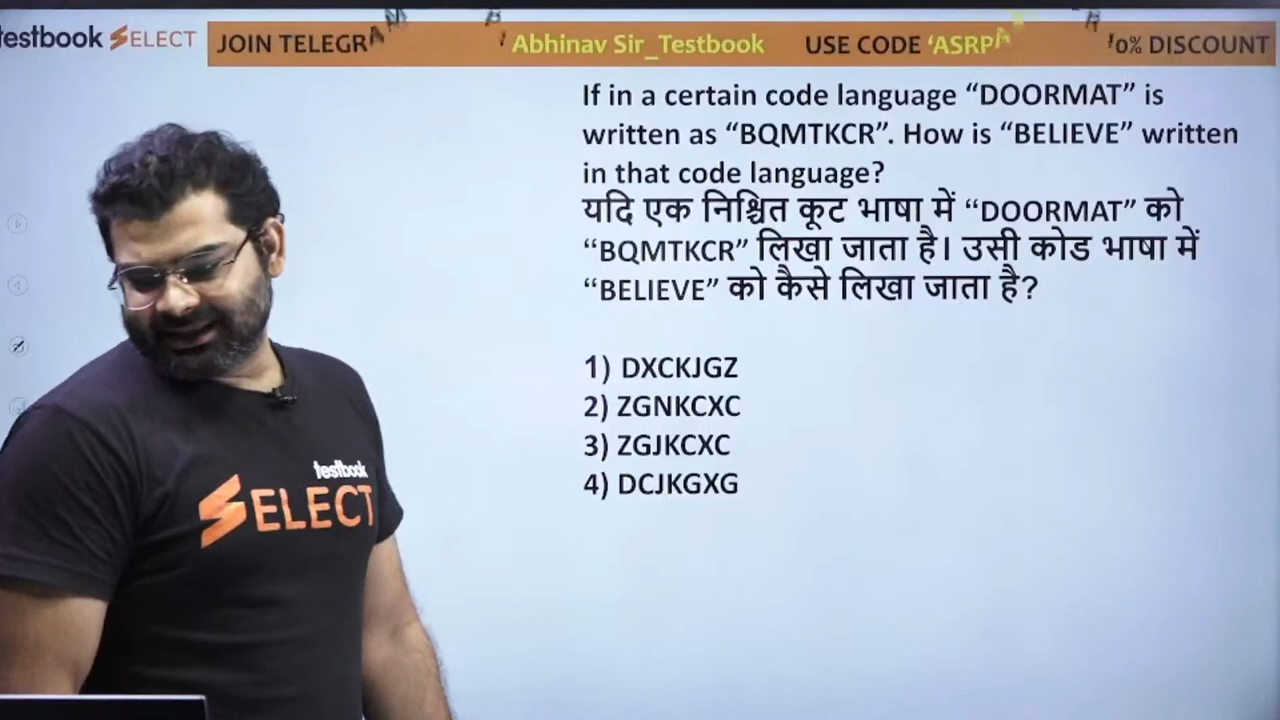 testbook SELECT
JOIN TELEGRAM Abhinav Sir_Testbook USE CODE ‘ASRP 10% DISCOUNT
If in a certain code language “DOORMAT” is
written as “BQMTKCR”. How is “BELIEVE” written
in that code language?
यदि एक निश्चित कूट भाषा में “DOORMAT” को
“BQMTKCR” लिखा जाता है। उसी कोड भाषा में
“BELIEVE” को कैसे लिखा जाता है?
1) DXCKJGZ
2) ZGNKCXC
3) ZGJKCXC
4) DCJKGXG
testbook
SELECT